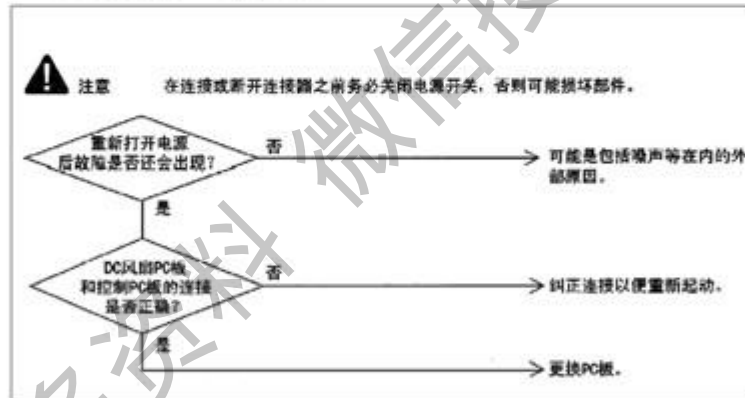 注意 在连接或断开连接器之前务必关闭电源开关，否则可能损坏部件。
重新打开电源
后故障是否还会出现？
否
可能是包括噪声等在内的外
部原因。
是
DC风扇PC板
和控制PC板的连接
是否正确？
否
纠正连接以便重新起动。
是
更换PC板。
资料 微信